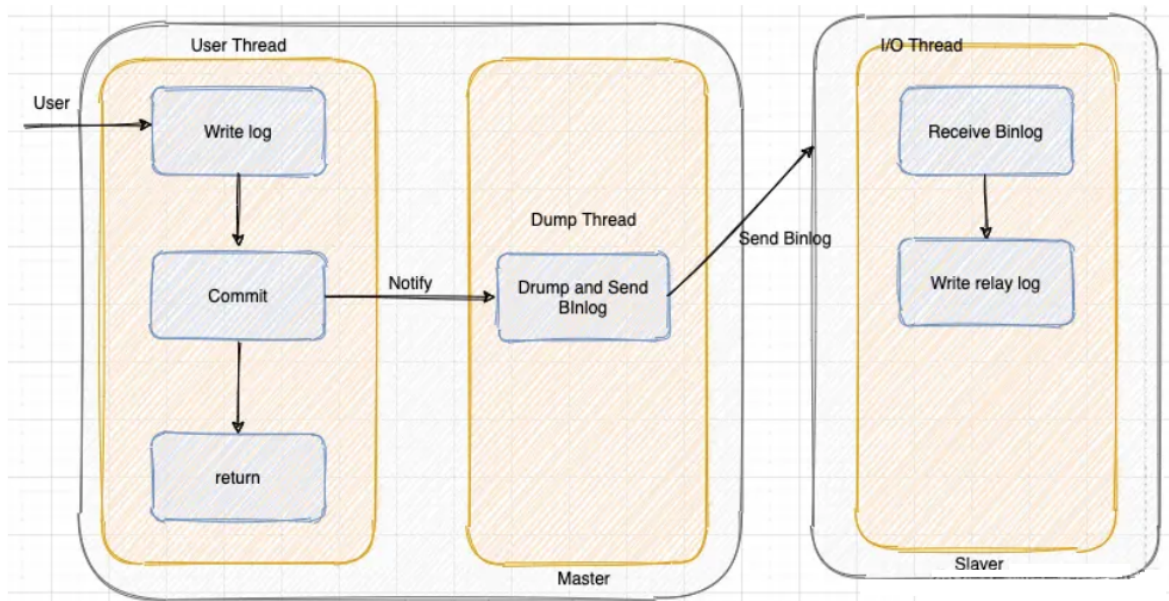 User Thread
I/O Thread
User
Write log
Receive Binlog
Dump Thread
Send Binlog
Commit
Notify
Drump and Send
BInlog
Write relay log
return
Master
Slaver